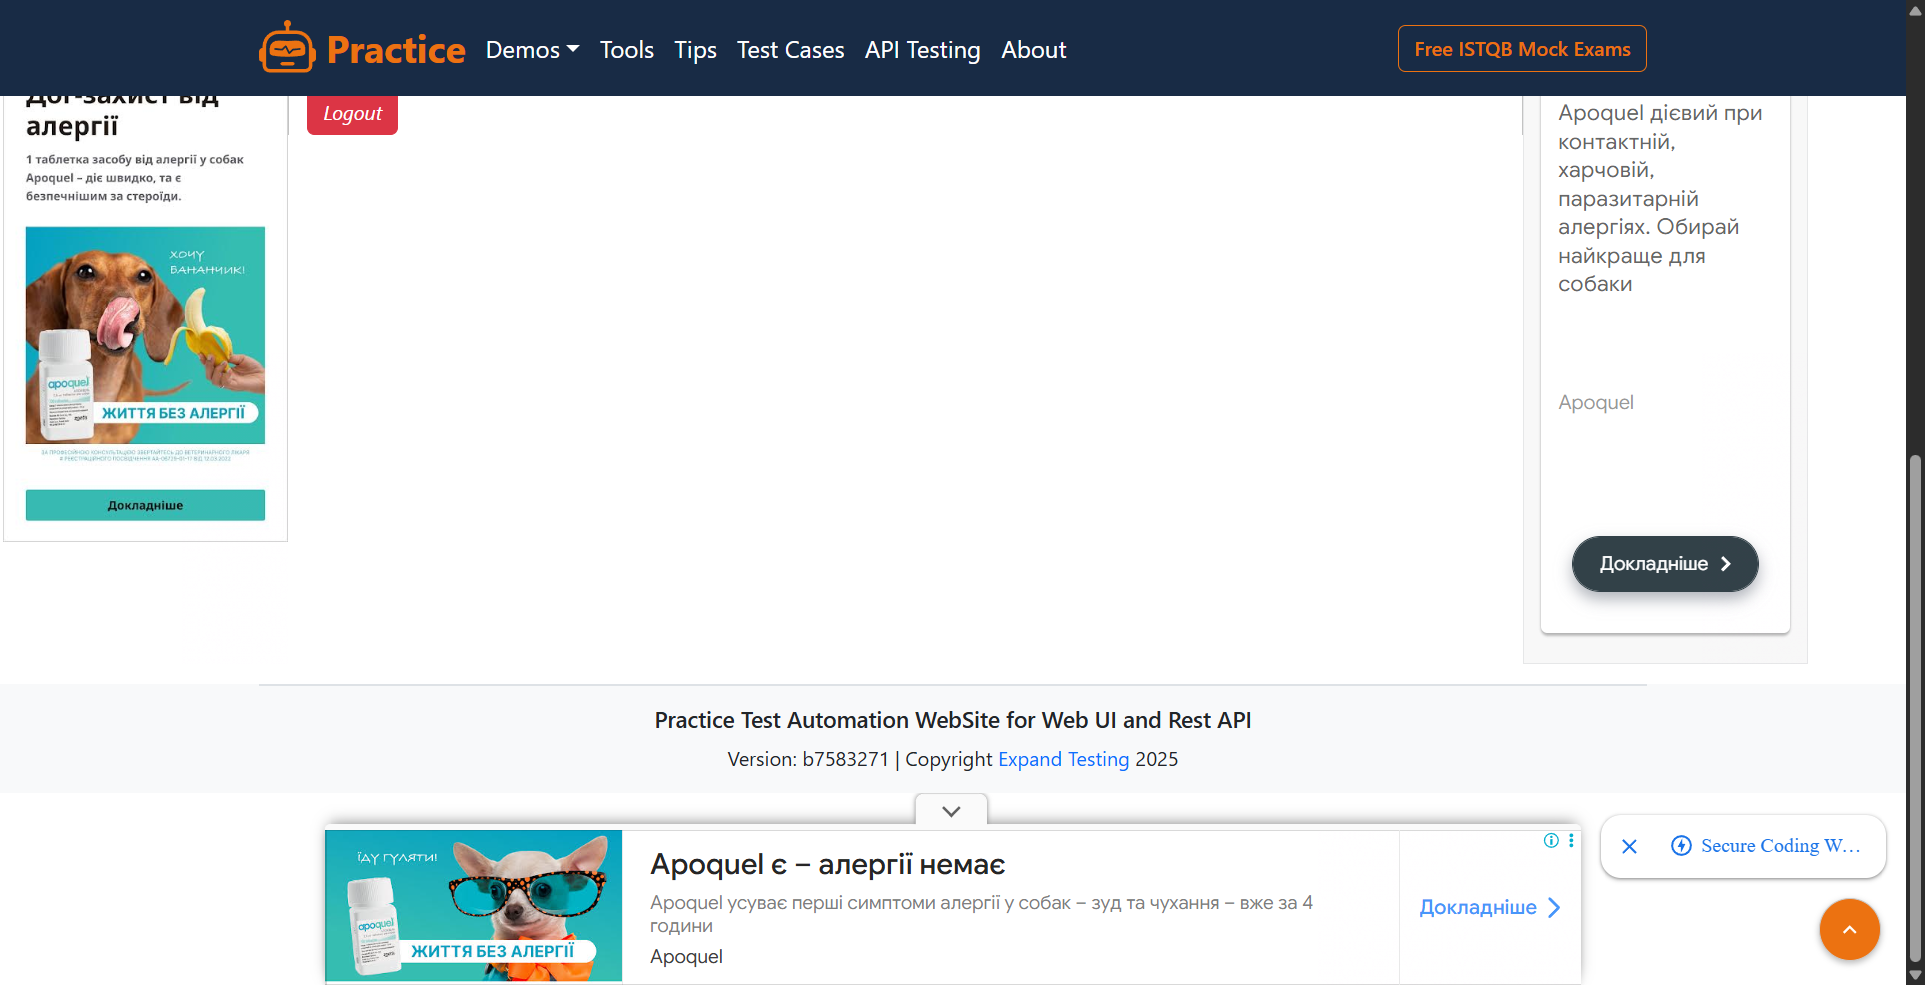 Practice
Demos
Tools
Tips
Test Cases
API Testing
About
Free ISTQB Mock Exams
Дог-захист від
алергії
1 таблетка засобу від алергії у собак
Apoquel – діє швидко, та є
безпечнішим за стероїди.
ХОЧУ
БАНАНЧИК!
apoquel
ЖИТТЯ БЕЗ АЛЕРГІЇ
Докладніше
Logout
Apoquel дієвий при
контактній,
харчовій,
паразитарній
алергіях. Обирай
найкраще для
собаки
Apoquel
Докладніше
Practice Test Automation WebSite for Web UI and Rest API
Version: b7583271 | Copyright Expand Testing 2025
ЇДУ ГУЛЯТИ!
apoquel
ЖИТТЯ БЕЗ АЛЕРГІЇ
Apoquel є – алергії немає
Apoquel усуває перші симптоми алергії у собак – зуд та чухання – вже за 4
години
Apoquel
Докладніше
Secure Coding W...